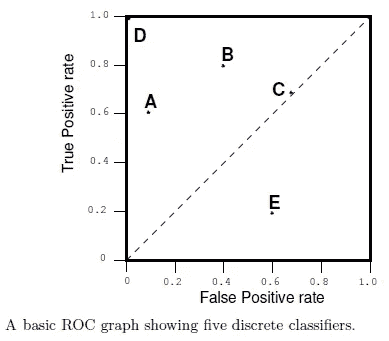 1.0
D
B
0.8
C
A
0.6
True Positive rate
0.4
E
0.2
0
0 0.2 0.4 0.6 0.8 1.0
False Positive rate
A basic ROC graph showing five discrete classifiers.